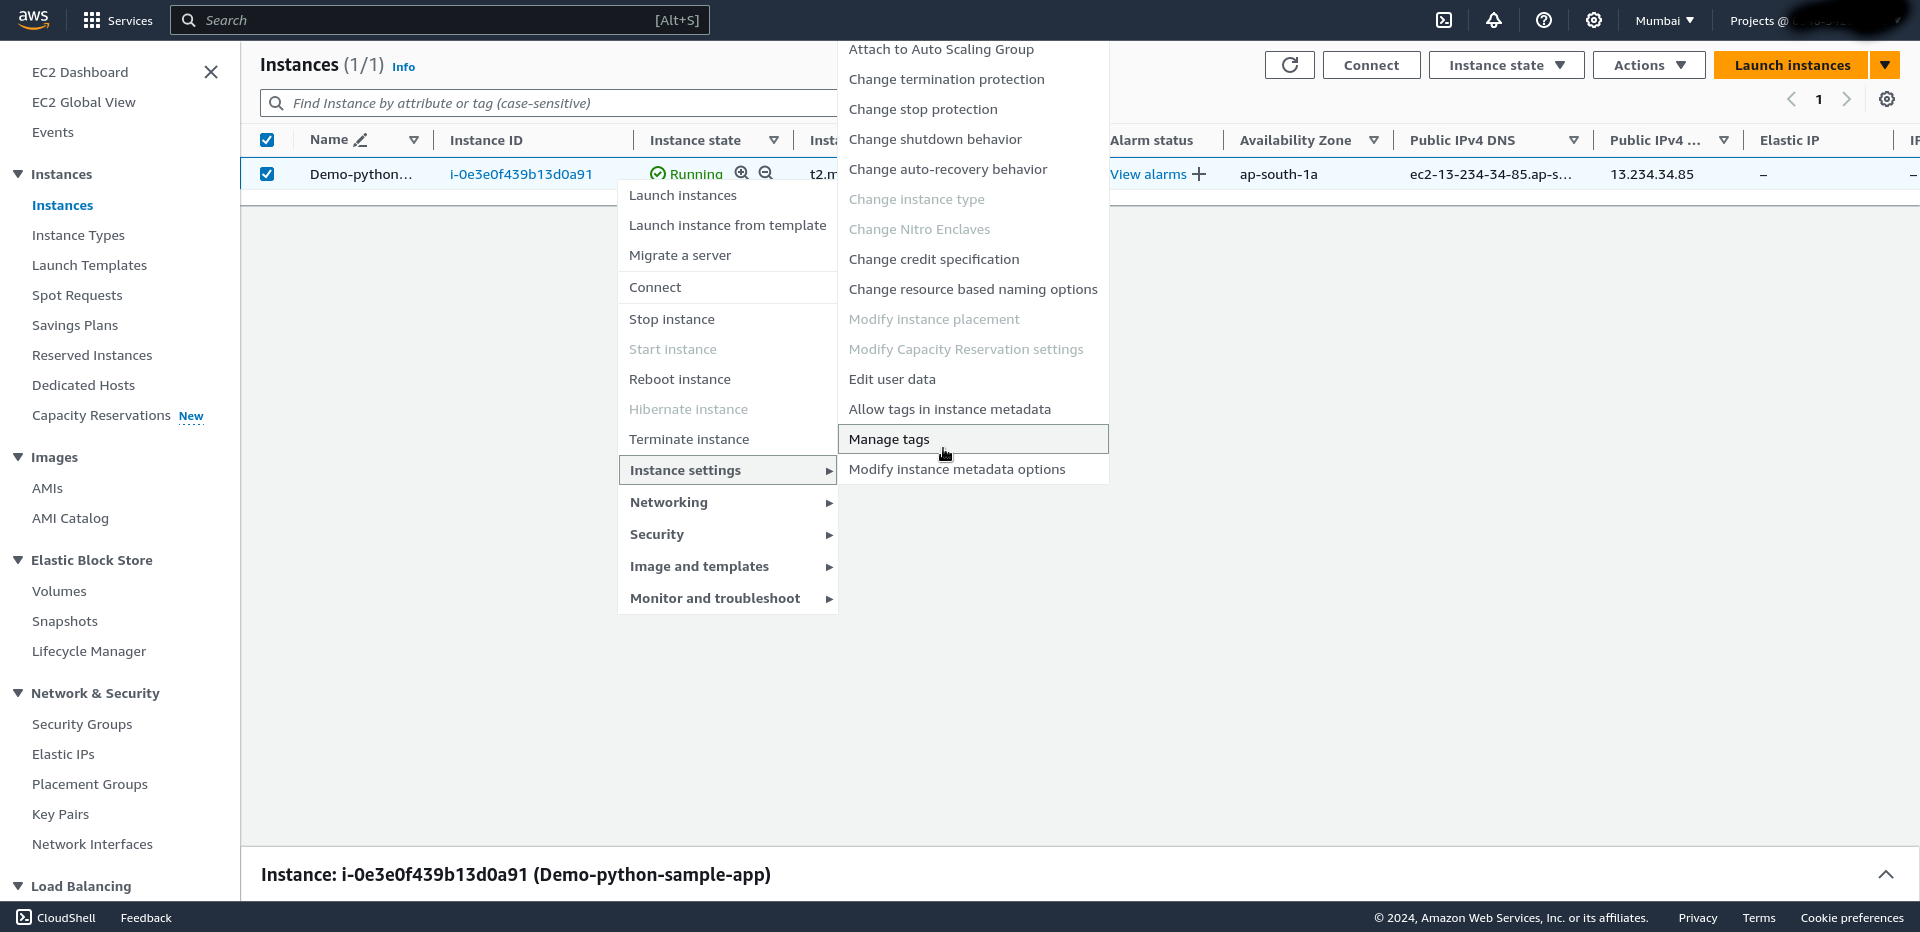 aws Services Search [Alt+S] Mumbai Projects @
EC2 Dashboard
EC2 Global View
Events
Instances
Instances
Instance Types
Launch Templates
Spot Requests
Savings Plans
Reserved Instances
Dedicated Hosts
Capacity Reservations New
Images
AMIs
AMI Catalog
Elastic Block Store
Volumes
Snapshots
Lifecycle Manager
Network & Security
Security Groups
Elastic IPs
Placement Groups
Key Pairs
Network Interfaces
Load Balancing
Instances (1/1) Info
Connect Instance state Actions Launch instances
Find Instance by attribute or tag (case-sensitive)
1
Name Instance ID Instance state Insta Alarm status Availability Zone Public IPv4 DNS Public IPv4 ... Elastic IP IP
Demo-python... i-0e3e0f439b13d0a91 Running t2.m View alarms + ap-south-1a ec2-13-234-34-85.ap-s... 13.234.34.85 – –
Launch instances
Launch instance from template
Migrate a server
Connect
Stop instance
Start instance
Reboot instance
Hibernate instance
Terminate instance
Instance settings
Networking
Security
Image and templates
Monitor and troubleshoot
Attach to Auto Scaling Group
Change termination protection
Change stop protection
Change shutdown behavior
Change auto-recovery behavior
Change instance type
Change Nitro Enclaves
Change credit specification
Change resource based naming options
Modify instance placement
Modify Capacity Reservation settings
Edit user data
Allow tags in instance metadata
Manage tags
Modify instance metadata options
Instance: i-0e3e0f439b13d0a91 (Demo-python-sample-app)
CloudShell Feedback © 2024, Amazon Web Services, Inc. or its affiliates. Privacy Terms Cookie preferences